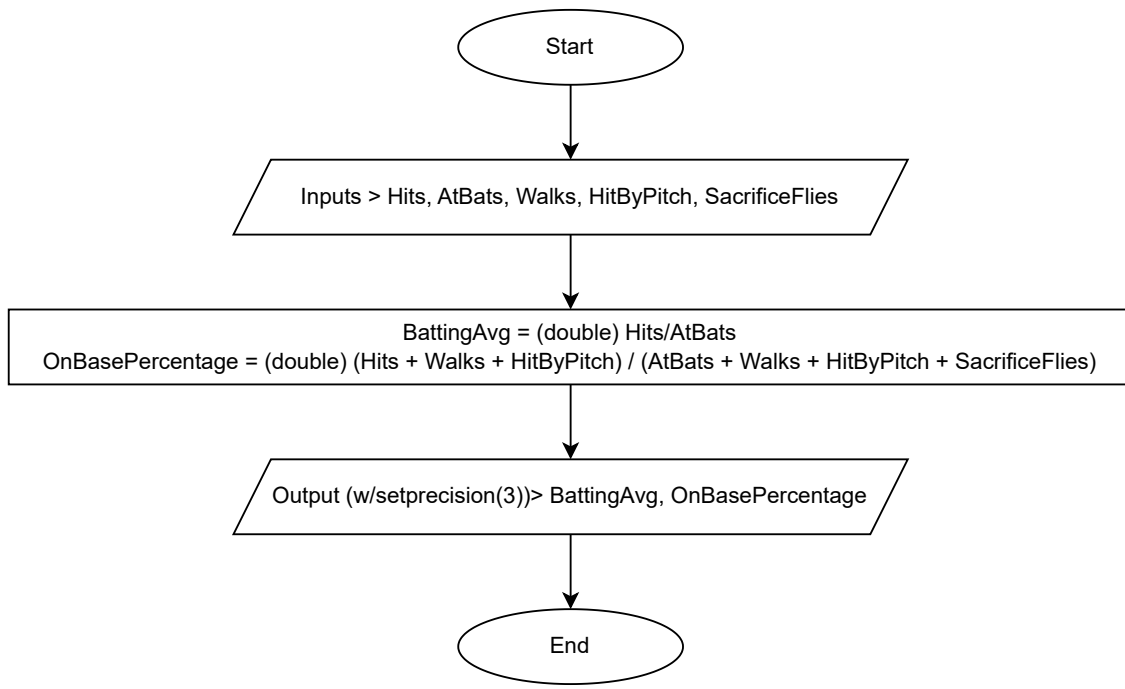 Start
Inputs > Hits, AtBats, Walks, HitByPitch, SacrificeFlies
BattingAvg = (double) Hits/AtBats
OnBasePercentage = (double) (Hits + Walks + HitByPitch) / (AtBats + Walks + HitByPitch + SacrificeFlies)
Output (w/setprecision(3))> BattingAvg, OnBasePercentage
End